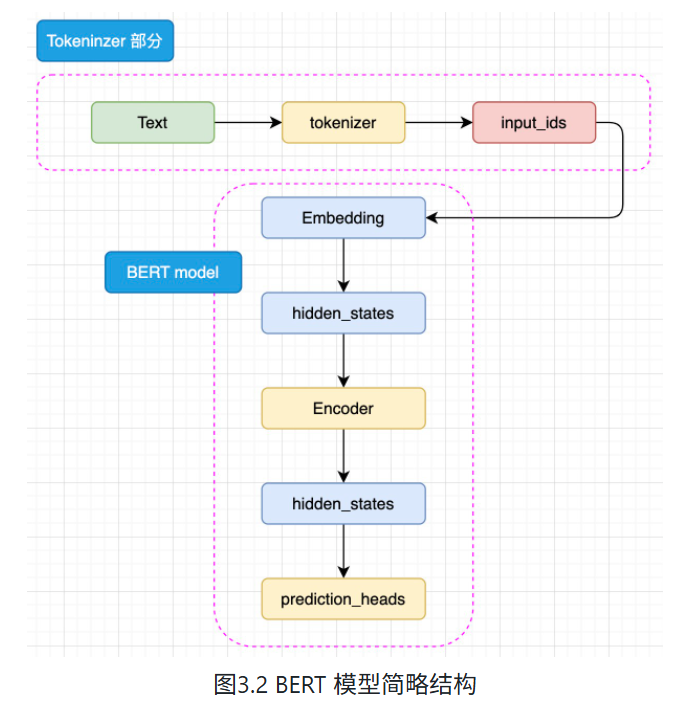 Tokeninzer 部分
Text
tokenizer
input_ids
Embedding
BERT model
hidden_states
Encoder
hidden_states
prediction_heads
图3.2 BERT 模型简略结构